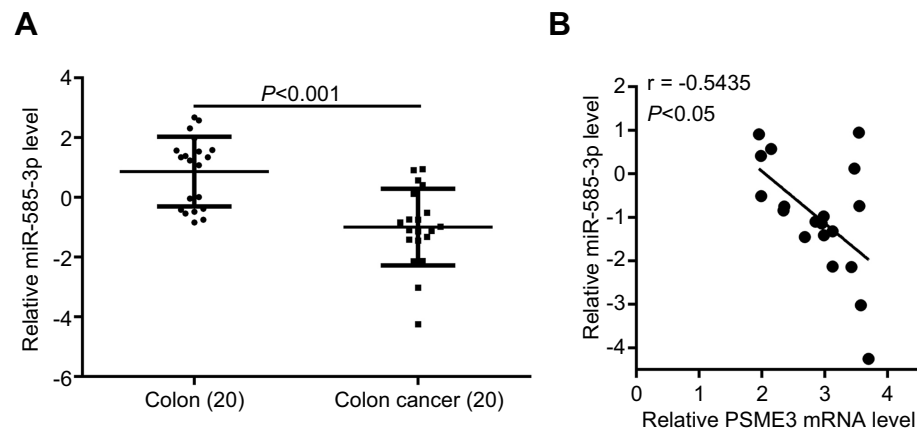 A
Relative miR-585-3p level
4
2
0
-2
-4
-6
P<0.001
Colon (20)
Colon cancer (20)
B
Relative miR-585-3p level
2
1
0
-1
-2
-3
-4
r = -0.5435
P<0.05
0
1
2
3
4
Relative PSME3 mRNA level